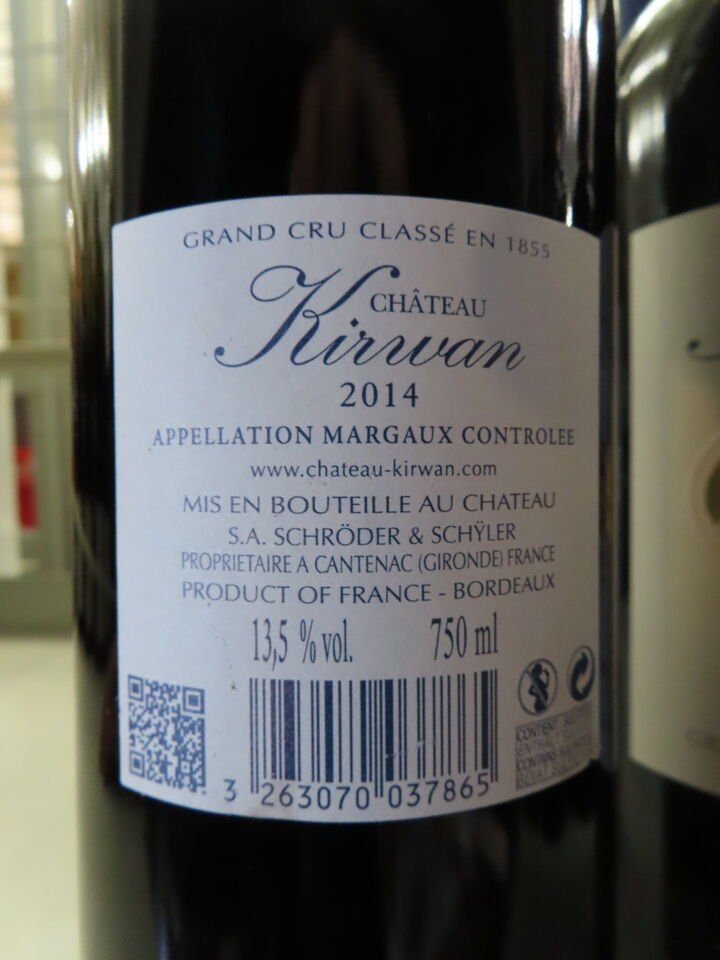 GRAND CRU CLASSÉ EN 1855
CHÂTEAU
Kirwan
2014
APPELLATION MARGAUX CONTROLEE
www.chateau-kirwan.com
MIS EN BOUTEILLE AU CHATEAU
S.A. SCHRÖDER & SCHŸLER
PROPRIETAIRE A CANTENAC (GIRONDE) FRANCE
PRODUCT OF FRANCE - BORDEAUX
13,5 % vol. 750 ml
3 263070 037865
CONTIENT
CONTAINS